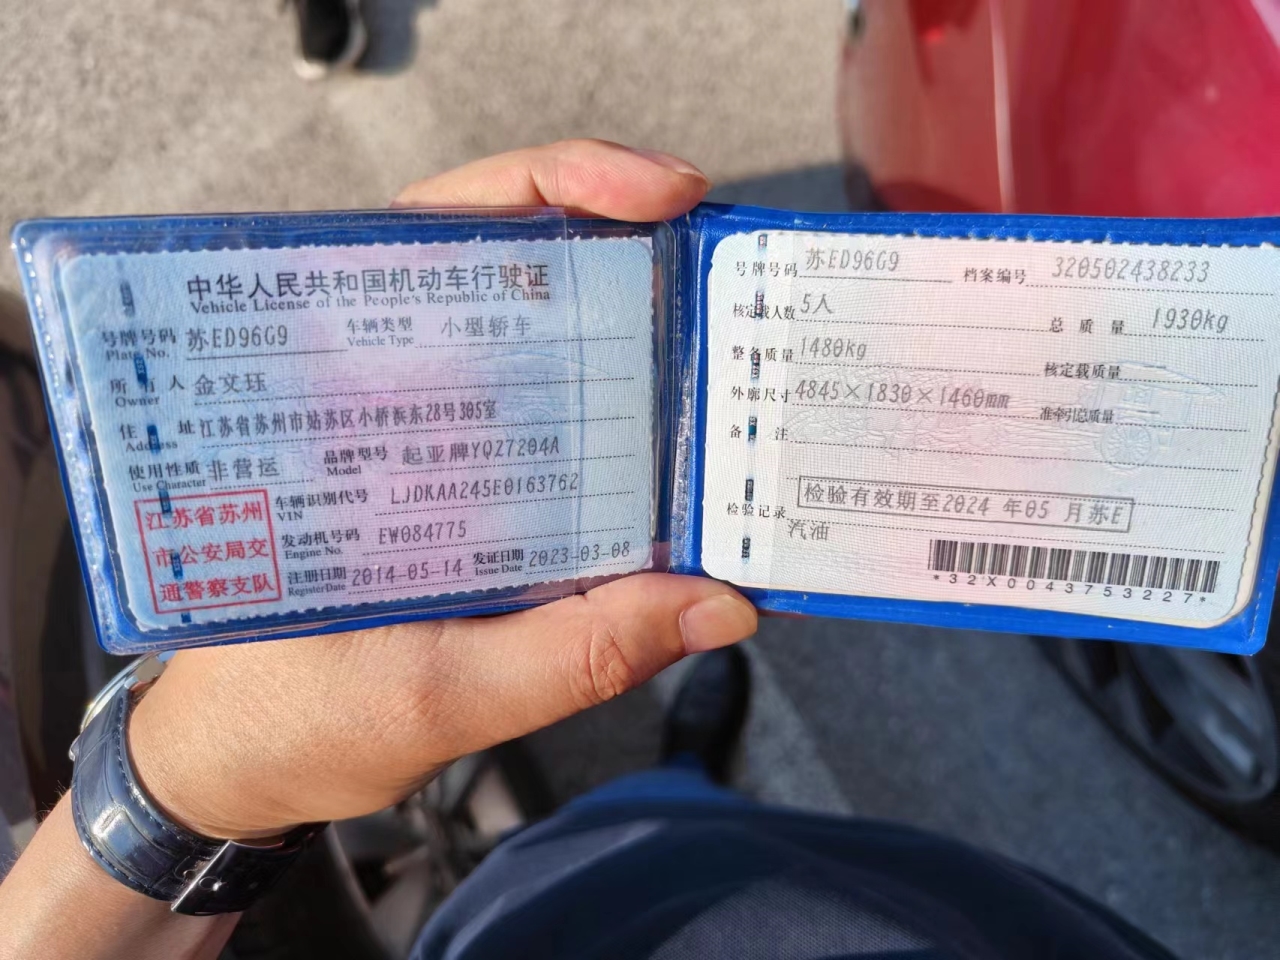 中华人民共和国机动车行驶证
Vehicle License of the People's Republic of China
号牌号码 苏ED96G9 车辆类型 小型轿车
Plate No. Vehicle Type
所有人 金文珏
Owner
住址 江苏省苏州市姑苏区小桥浜东28号305室
Address
使用性质 非营运 品牌型号 起亚牌YQZ7204A
Use Character Model
江苏省苏州
市公安局交
通警察支队
车辆识别代号 LJDKAA245E0163762
VIN
发动机号码 EW084775
Engine No.
注册日期 2014-05-14 发证日期 2023-03-08
Register Date Issue Date
号牌号码 苏ED96G9 档案编号 320502438233
核定载人数 5人 总质量 1930kg
整备质量 1480kg 核定载质量
外廓尺寸 4845×1830×1460mm 准牵引总质量
备注
检验有效期至2024年05月苏E
检验记录
汽油
*32X0043753227*